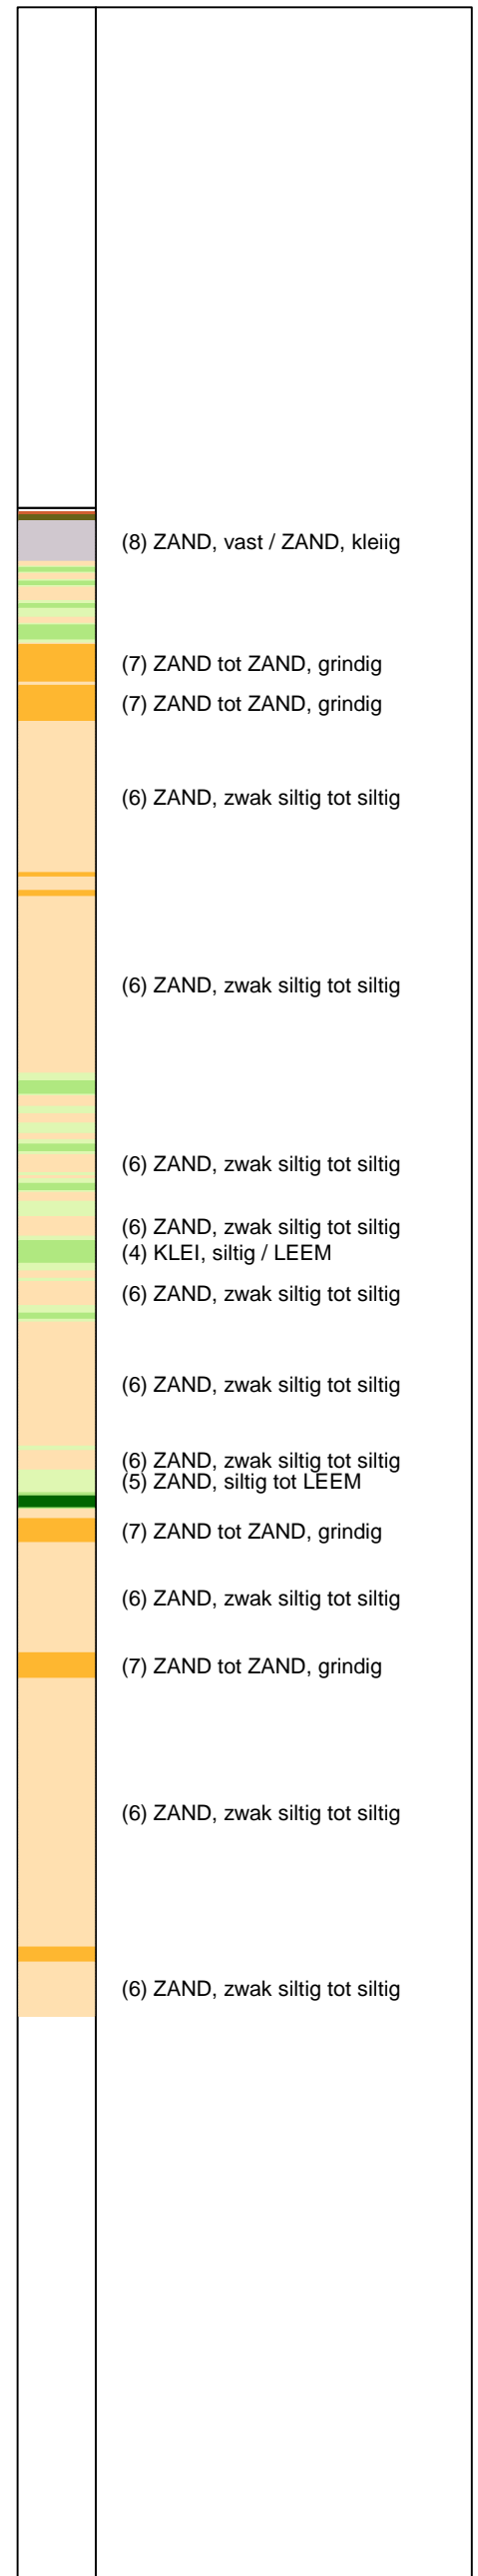 (8) ZAND, vast / ZAND, kleiig
(7) ZAND tot ZAND, grindig
(7) ZAND tot ZAND, grindig
(6) ZAND, zwak siltig tot siltig
(6) ZAND, zwak siltig tot siltig
(6) ZAND, zwak siltig tot siltig
(6) ZAND, zwak siltig tot siltig
(4) KLEI, siltig / LEEM
(6) ZAND, zwak siltig tot siltig
(6) ZAND, zwak siltig tot siltig
(6) ZAND, zwak siltig tot siltig
(5) ZAND, siltig tot LEEM
(7) ZAND tot ZAND, grindig
(6) ZAND, zwak siltig tot siltig
(7) ZAND tot ZAND, grindig
(6) ZAND, zwak siltig tot siltig
(6) ZAND, zwak siltig tot siltig